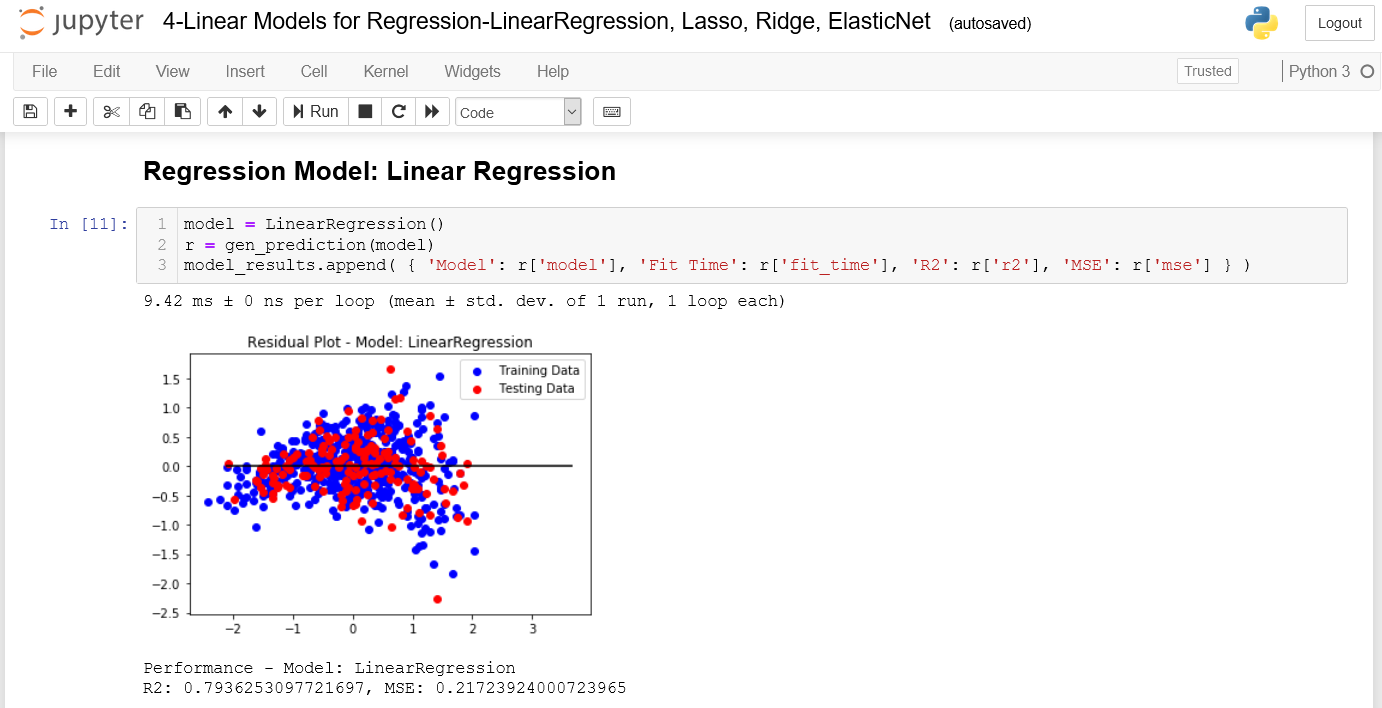 jupyter 4-Linear Models for Regression-LinearRegression, Lasso, Ridge, ElasticNet (autosaved) Logout
File Edit View Insert Cell Kernel Widgets Help Trusted Python 3
Run Code
Regression Model: Linear Regression
In [11]: 1 model = LinearRegression()
2 r = gen_prediction(model)
3 model_results.append( { 'Model': r['model'], 'Fit Time': r['fit_time'], 'R2': r['r2'], 'MSE': r['mse'] } )
9.42 ms ± 0 ns per loop (mean ± std. dev. of 1 run, 1 loop each)
Residual Plot - Model: LinearRegression
Training Data
Testing Data
1.5
1.0
0.5
0.0
−0.5
−1.0
−1.5
−2.0
−2.5
−2 −1 0 1 2 3
Performance - Model: LinearRegression
R2: 0.7936253097721697, MSE: 0.21723924000723965